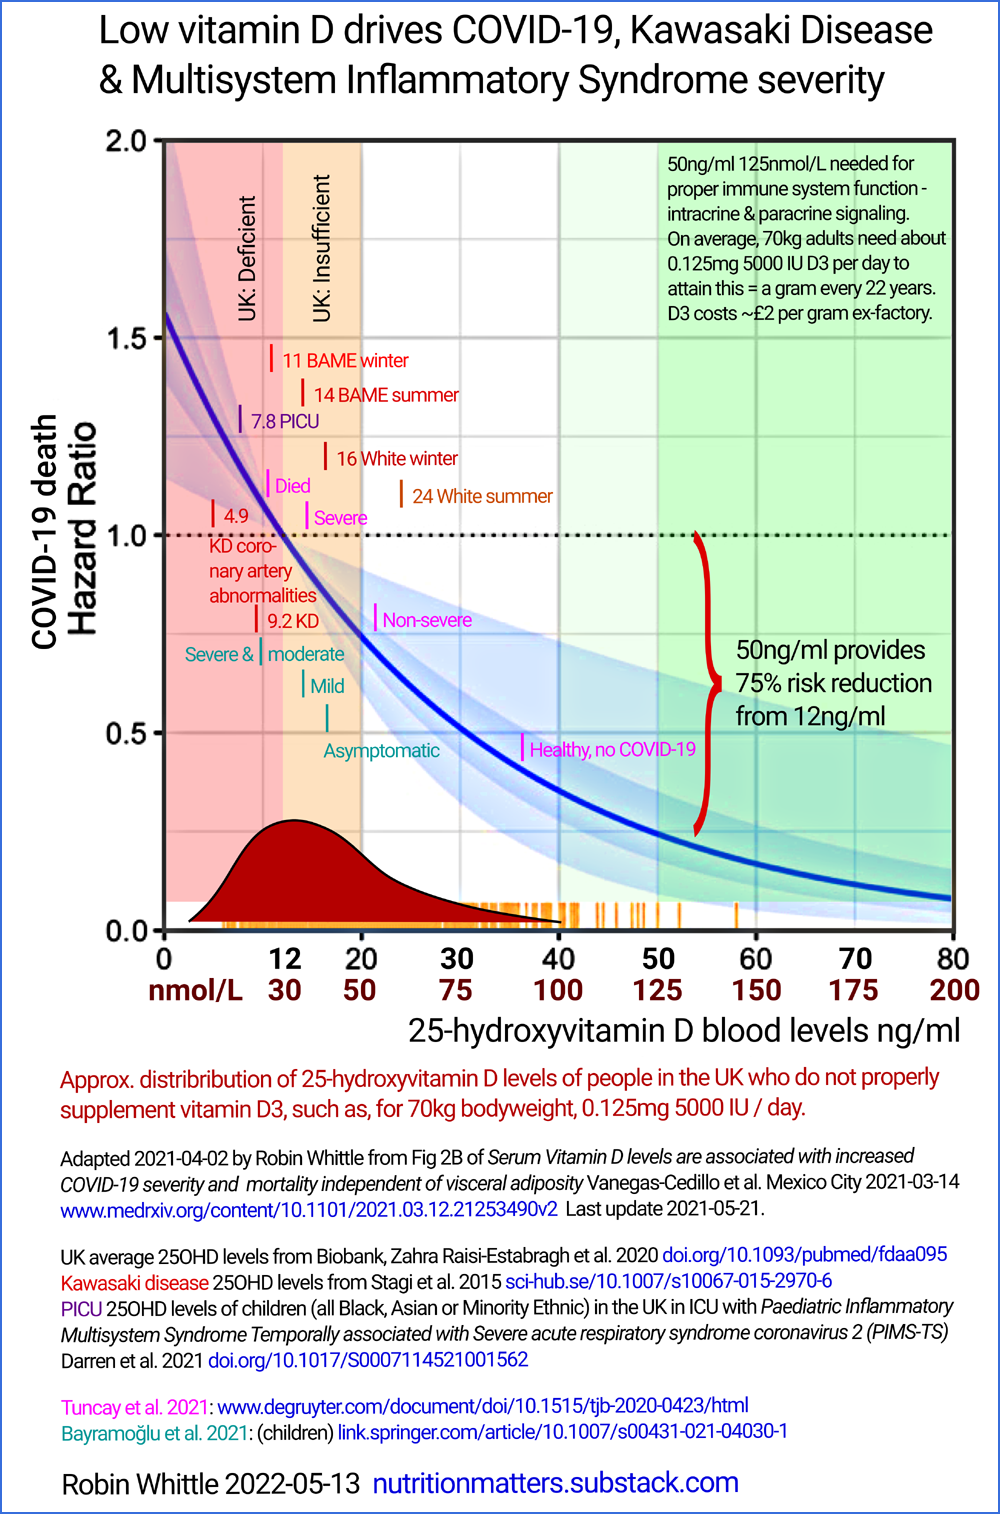 Low vitamin D drives COVID-19, Kawasaki Disease
& Multisystem Inflammatory Syndrome severity
2.0
1.5
1.0
0.5
0.0
COVID-19 death
Hazard Ratio
UK: Deficient
UK: Insufficient
50ng/ml 125nmol/L needed for
proper immune system function -
intracrine & paracrine signaling.
On average, 70kg adults need about
0.125mg 5000 IU D3 per day to
attain this = a gram every 22 years.
D3 costs ~£2 per gram ex-factory.
11 BAME winter
14 BAME summer
7.8 PICU
16 White winter
Died
24 White summer
4.9
Severe
KD coro-
nary artery
abnormalities
9.2 KD
Non-severe
Severe & moderate
Mild
Asymptomatic
Healthy, no COVID-19
50ng/ml provides
75% risk reduction
from 12ng/ml
0 12 20 30 40 50 60 70 80
nmol/L 30 50 75 100 125 150 175 200
25-hydroxyvitamin D blood levels ng/ml
Approx. distribribution of 25-hydroxyvitamin D levels of people in the UK who do not properly
supplement vitamin D3, such as, for 70kg bodyweight, 0.125mg 5000 IU / day.
Adapted 2021-04-02 by Robin Whittle from Fig 2B of Serum Vitamin D levels are associated with increased
COVID-19 severity and mortality independent of visceral adiposity Vanegas-Cedillo et al. Mexico City 2021-03-14
www.medrxiv.org/content/10.1101/2021.03.12.21253490v2 Last update 2021-05-21.
UK average 25OHD levels from Biobank, Zahra Raisi-Estabragh et al. 2020 doi.org/10.1093/pubmed/fdaa095
Kawasaki disease 25OHD levels from Stagi et al. 2015 sci-hub.se/10.1007/s10067-015-2970-6
PICU 25OHD levels of children (all Black, Asian or Minority Ethnic) in the UK in ICU with Paediatric Inflammatory
Multisystem Syndrome Temporally associated with Severe acute respiratory syndrome coronavirus 2 (PIMS-TS)
Darren et al. 2021 doi.org/10.1017/S0007114521001562
Tuncay et al. 2021: www.degruyter.com/document/doi/10.1515/tjb-2020-0423/html
Bayramoğlu et al. 2021: (children) link.springer.com/article/10.1007/s00431-021-04030-1
Robin Whittle 2022-05-13 nutritionmatters.substack.com